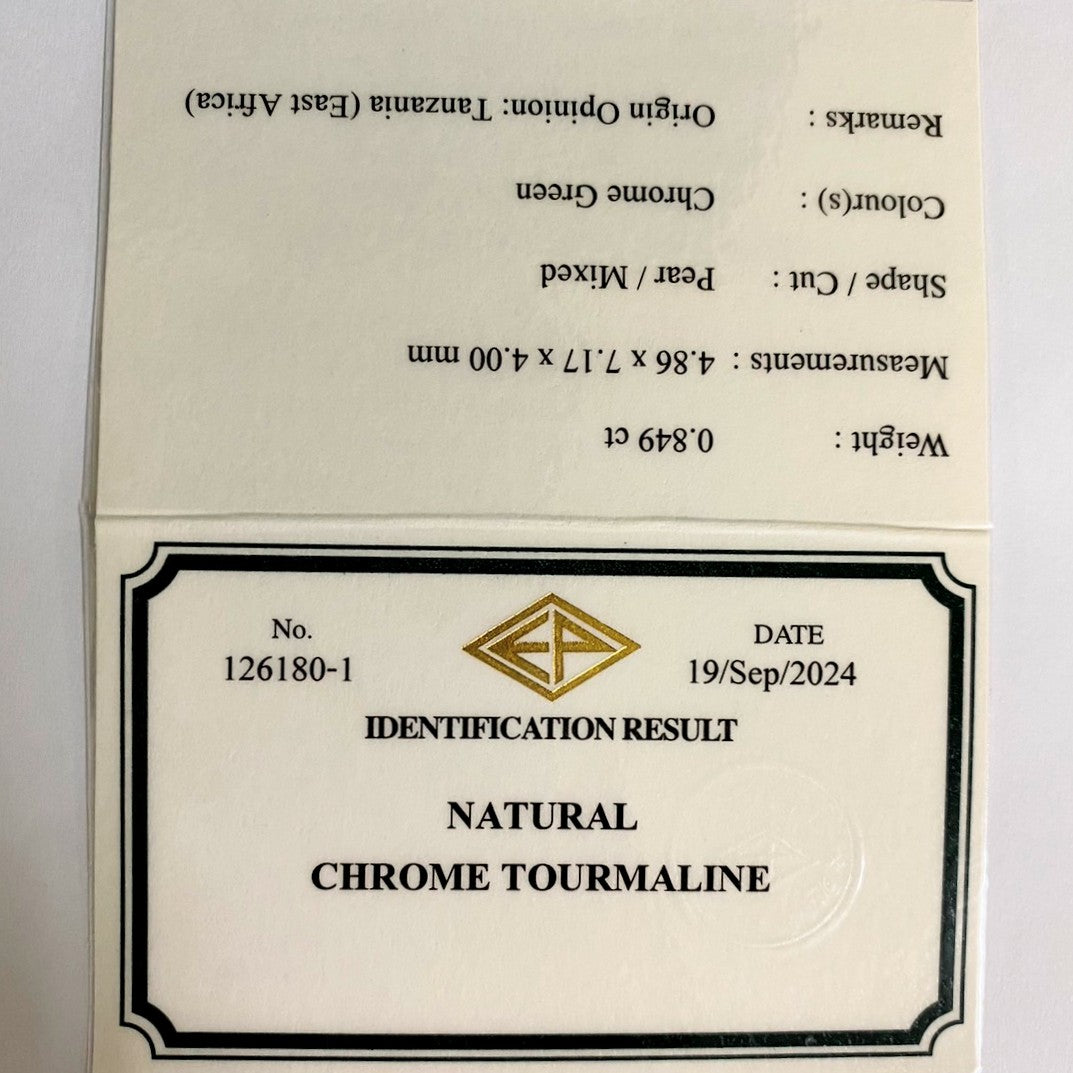 No.
126180-1
EP
DATE
19/Sep/2024
IDENTIFICATION RESULT
NATURAL
CHROME TOURMALINE
Weight : 0.849 ct
Measurements : 4.86 x 7.17 x 4.00 mm
Shape / Cut : Pear / Mixed
Colour(s) : Chrome Green
Remarks : Origin Opinion: Tanzania (East Africa)